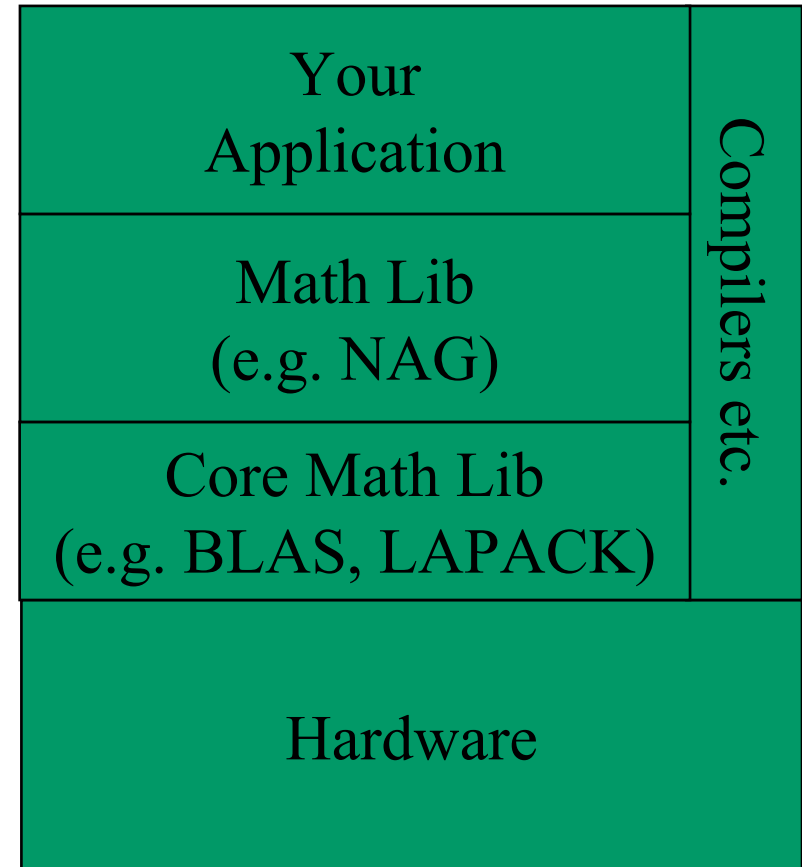 Your
Application
Math Lib
(e.g. NAG)
Core Math Lib
(e.g. BLAS, LAPACK)
Compilers etc.
Hardware